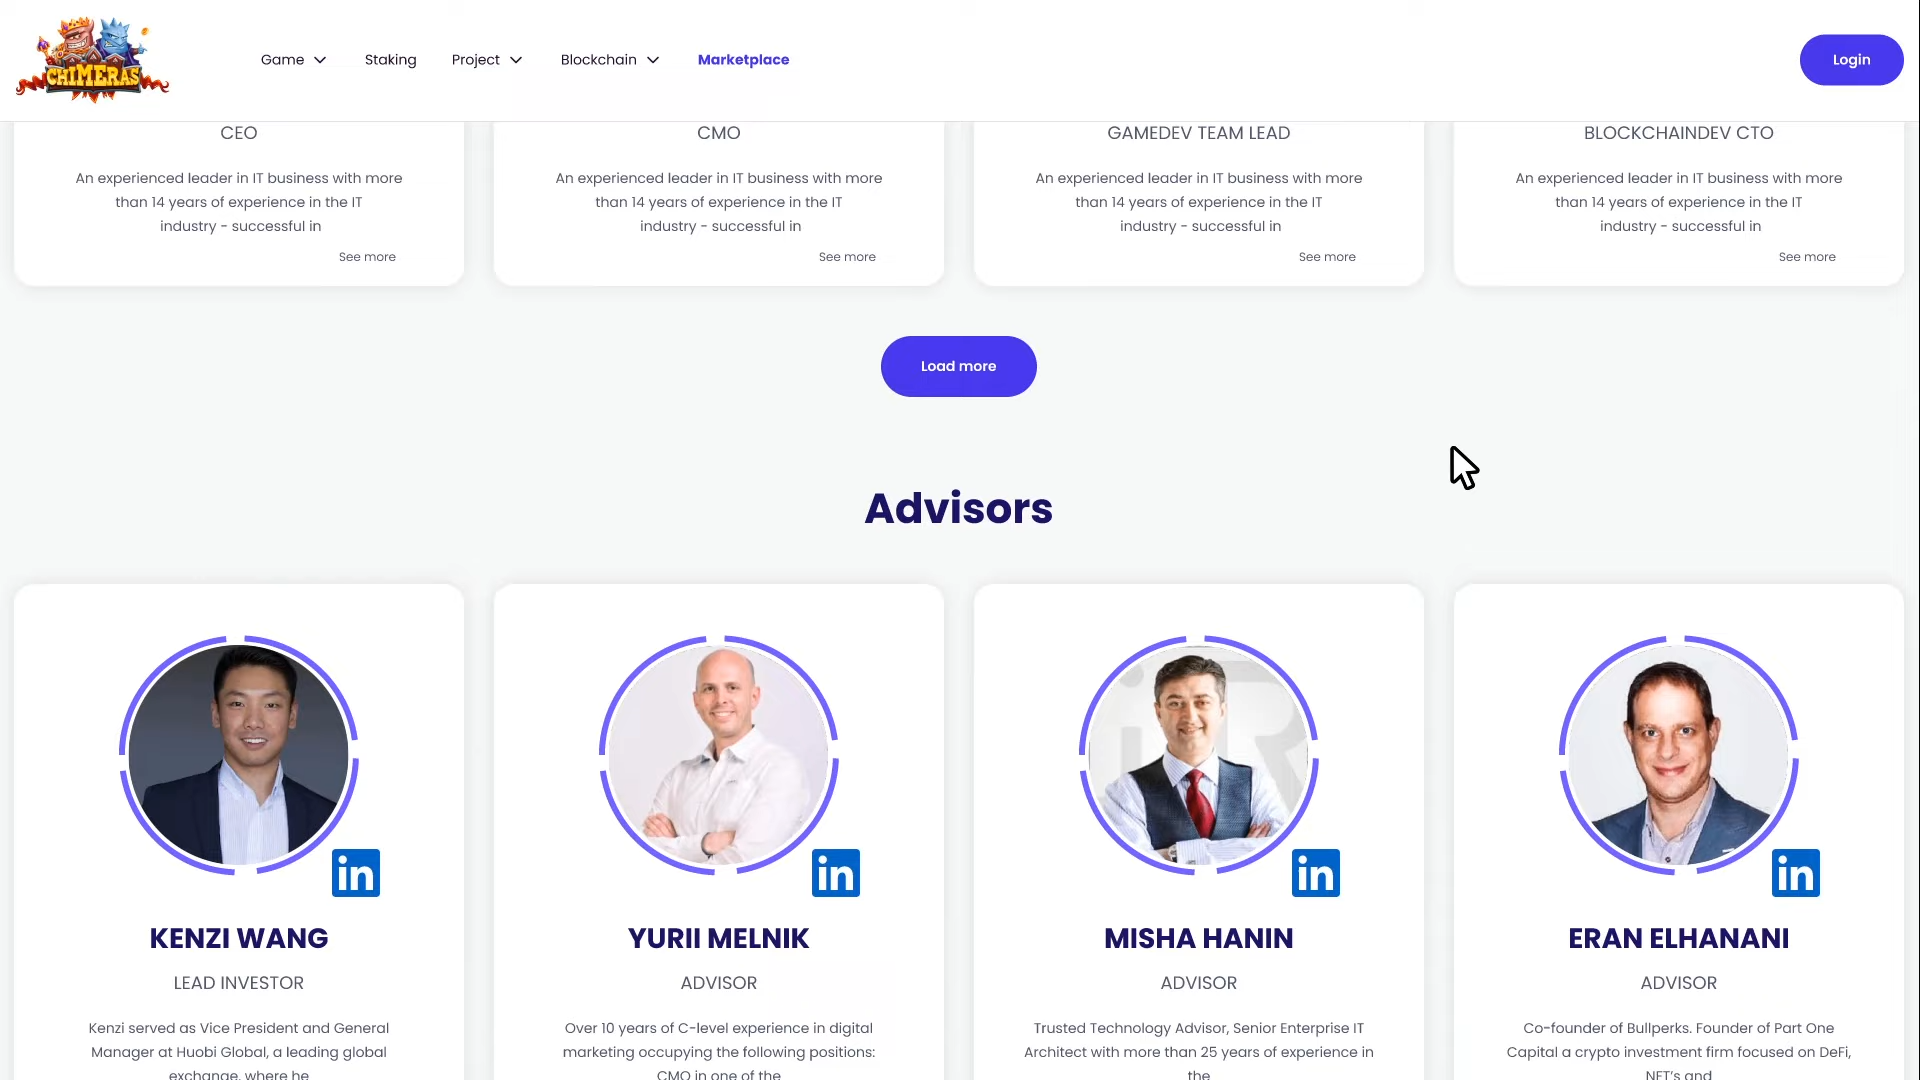 CHIMERAS
Game
Staking
Project
Blockchain
Marketplace
Login
CEO
An experienced leader in IT business with more
than 14 years of experience in the IT
industry - successful in
See more
CMO
An experienced leader in IT business with more
than 14 years of experience in the IT
industry - successful in
See more
GAMEDEV TEAM LEAD
An experienced leader in IT business with more
than 14 years of experience in the IT
industry - successful in
See more
BLOCKCHAINDEV CTO
An experienced leader in IT business with more
than 14 years of experience in the IT
industry - successful in
See more
Load more
Advisors
in
KENZI WANG
LEAD INVESTOR
Kenzi served as Vice President and General
Manager at Huobi Global, a leading global
exchange, where he
in
YURII MELNIK
ADVISOR
Over 10 years of C-level experience in digital
marketing occupying the following positions:
CMO in one of the
in
MISHA HANIN
ADVISOR
Trusted Technology Advisor, Senior Enterprise IT
Architect with more than 25 years of experience in
the
in
ERAN ELHANANI
ADVISOR
Co-founder of Bullperks. Founder of Part One
Capital a crypto investment firm focused on DeFi,
NFT's and